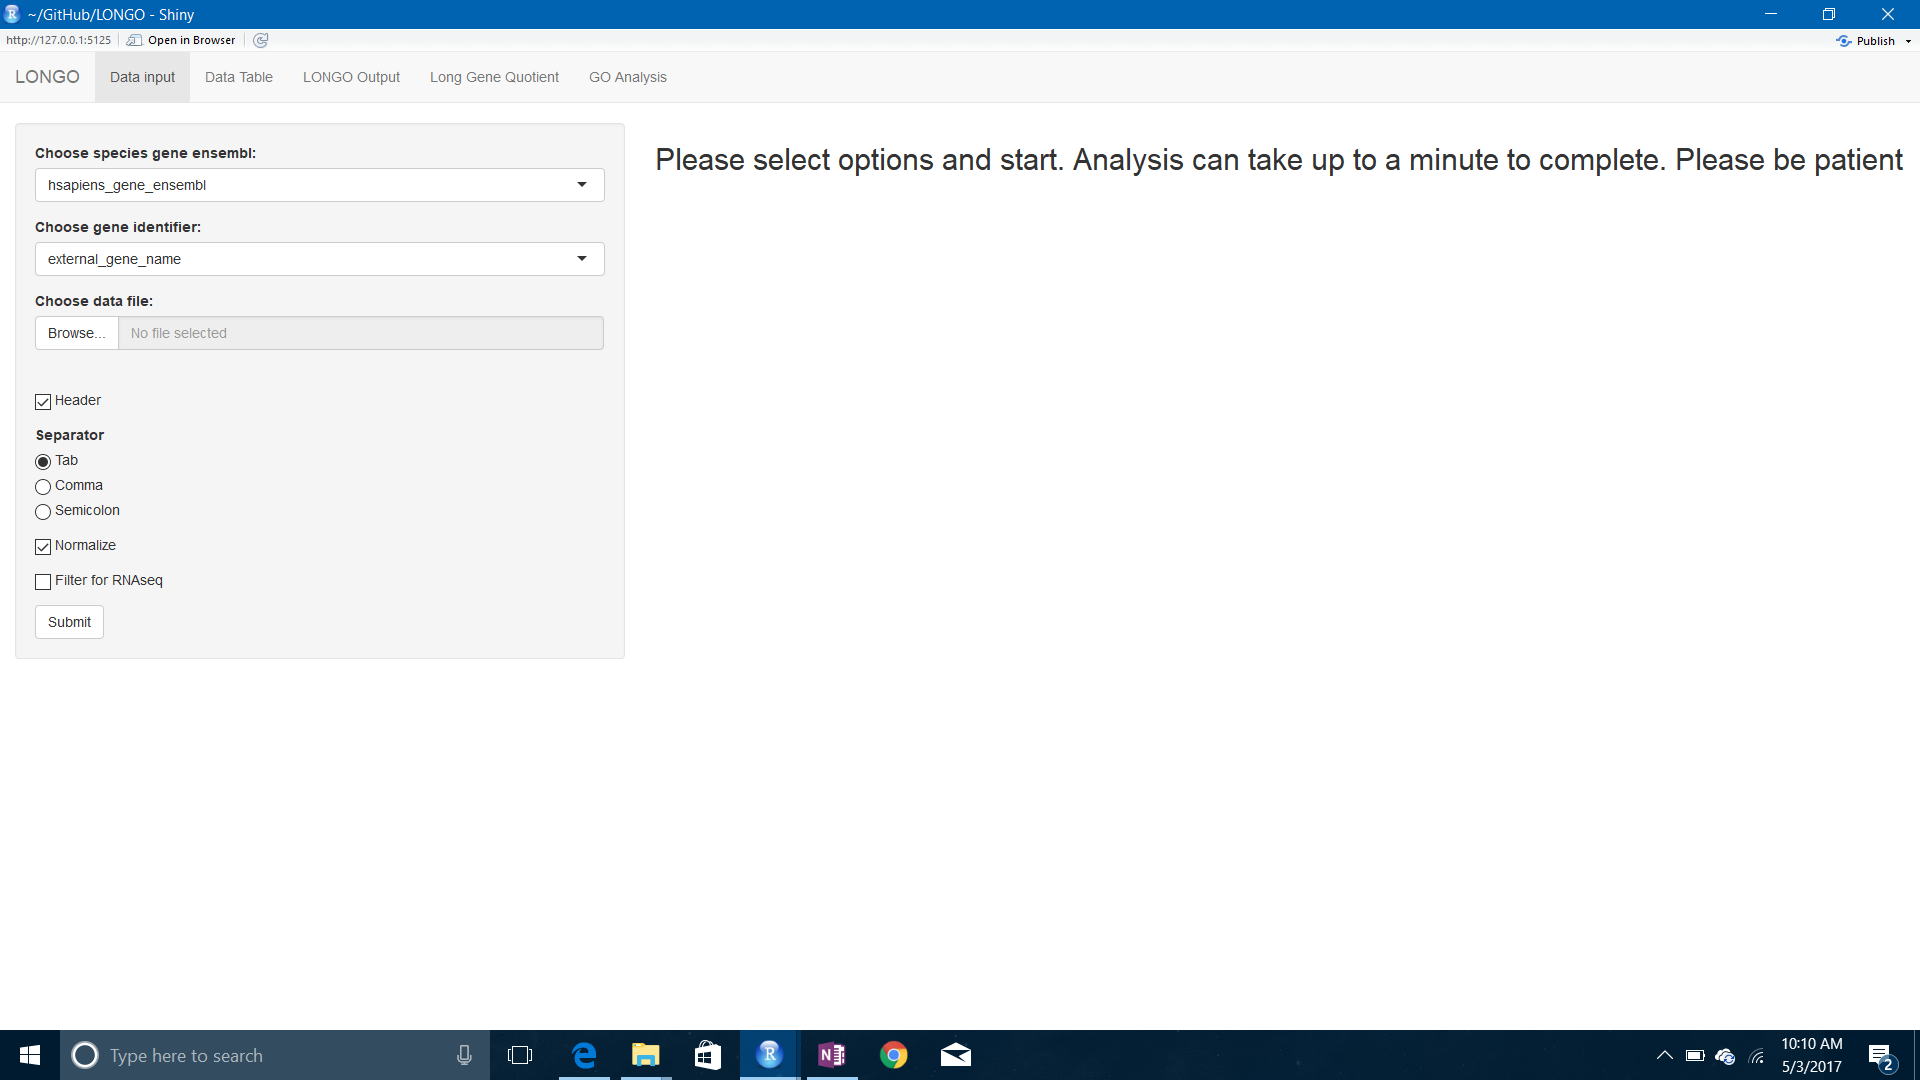 ~/GitHub/LONGO - Shiny
http://127.0.0.1:5125 Open in Browser Publish
LONGO Data input Data Table LONGO Output Long Gene Quotient GO Analysis
Choose species gene ensembl:
hsapiens_gene_ensembl
Choose gene identifier:
external_gene_name
Choose data file:
Browse... No file selected
Header
Separator
Tab
Comma
Semicolon
Normalize
Filter for RNAseq
Submit
Please select options and start. Analysis can take up to a minute to complete. Please be patient
Type here to search
10:10 AM
5/3/2017
2